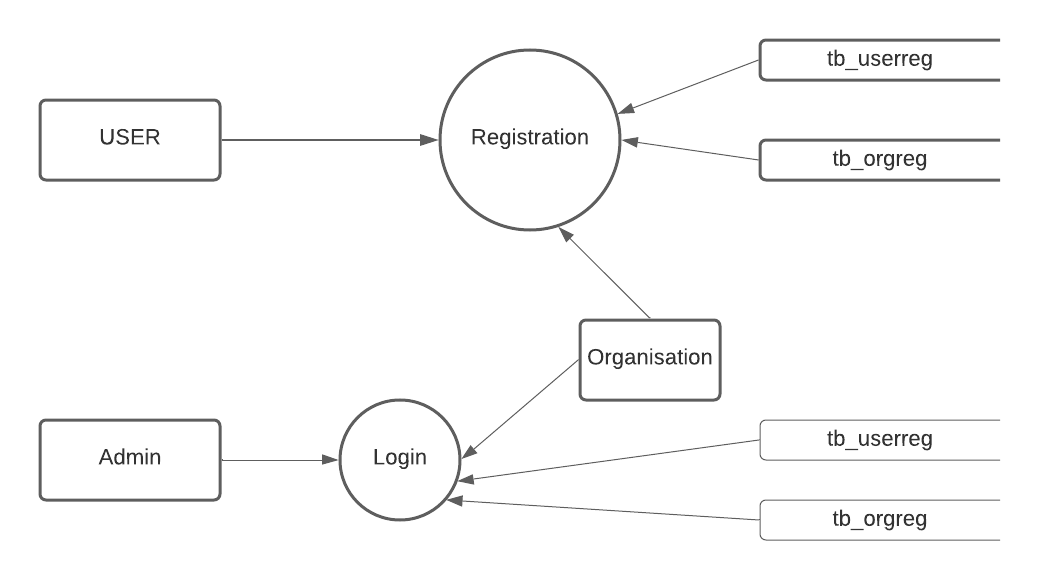 tb_userreg
USER
Registration
tb_orgreg
Organisation
tb_userreg
Admin
Login
tb_orgreg